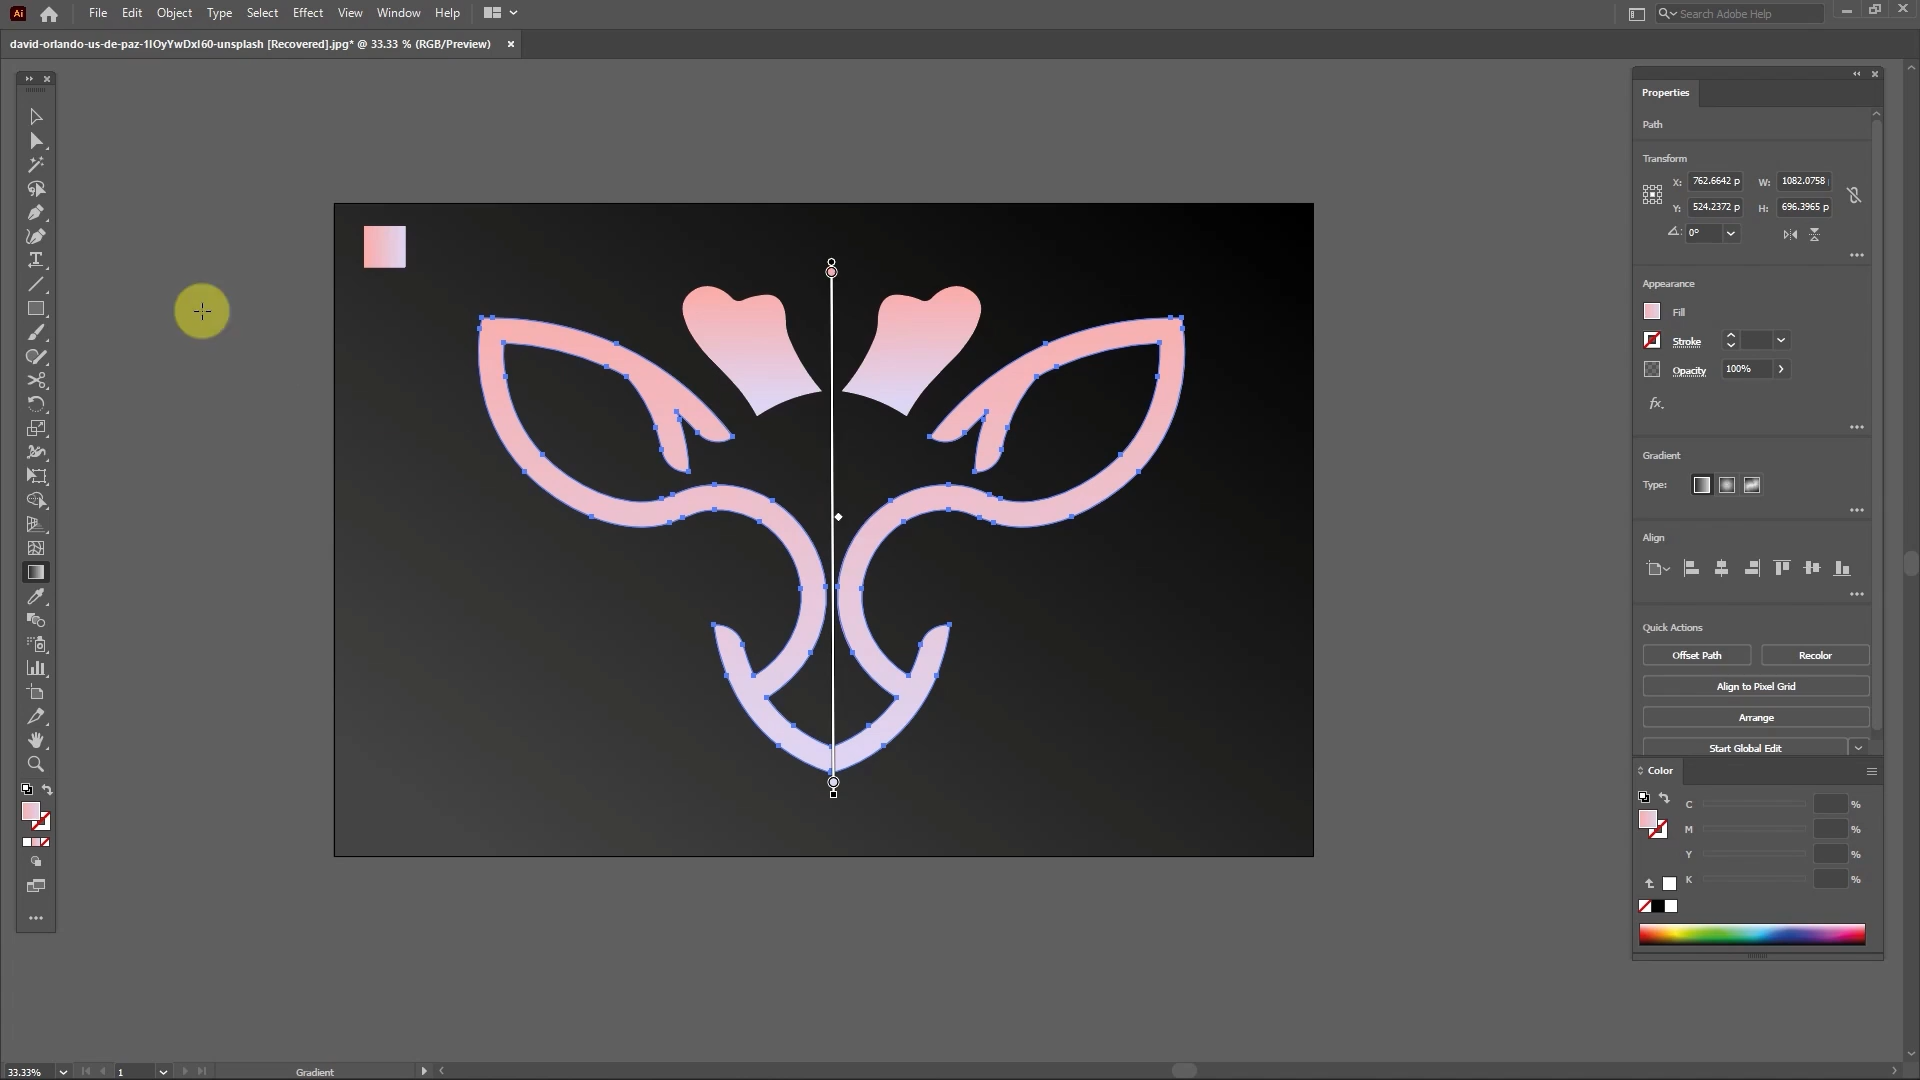 Ai File Edit Object Type Select Effect View Window Help Search Adobe Help
david-orlando-us-de-paz-1IOyYwDxI60-unsplash [Recovered].jpg* @ 33.33 % (RGB/Preview)
Properties
Path
Transform
X: 762.6642 p W: 1082.0758
Y: 524.2372 p H: 696.3965 p
0°
Appearance
Fill
Stroke
Opacity 100%
fx
Gradient
Type:
Align
Quick Actions
Offset Path Recolor
Align to Pixel Grid
Arrange
Start Global Edit
Color
C %
M %
Y %
K %
33.33% 1 Gradient